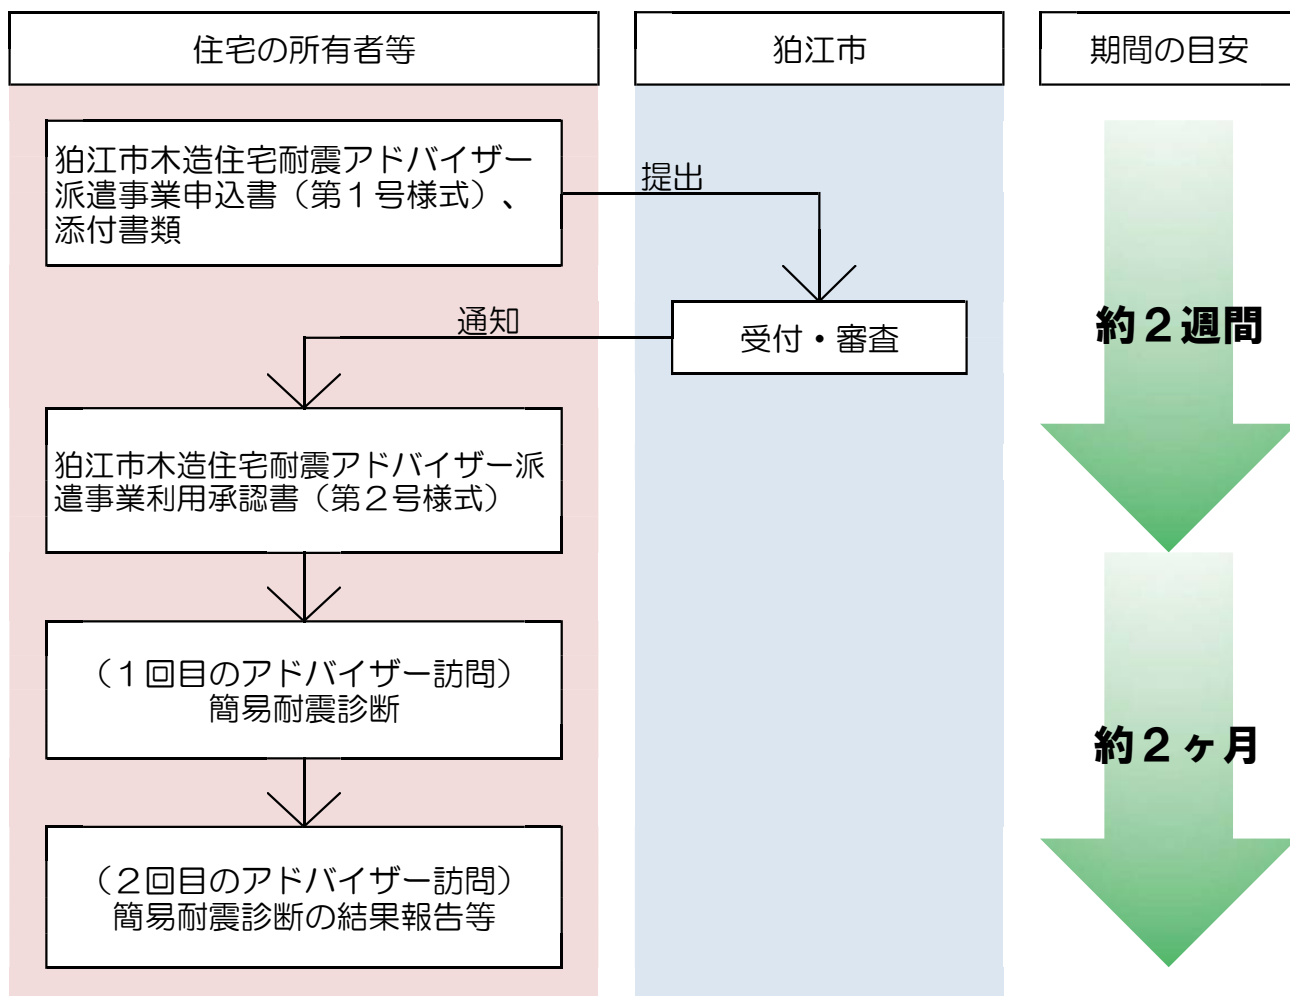 住宅の所有者等
狛江市
期間の目安
狛江市木造住宅耐震アドバイザー
派遣事業申込書（第１号様式）、
添付書類
提出
受付・審査
通知
約２週間
狛江市木造住宅耐震アドバイザー派
遣事業利用承認書（第２号様式）
（１回目のアドバイザー訪問）
簡易耐震診断
約２ヶ月
（２回目のアドバイザー訪問）
簡易耐震診断の結果報告等